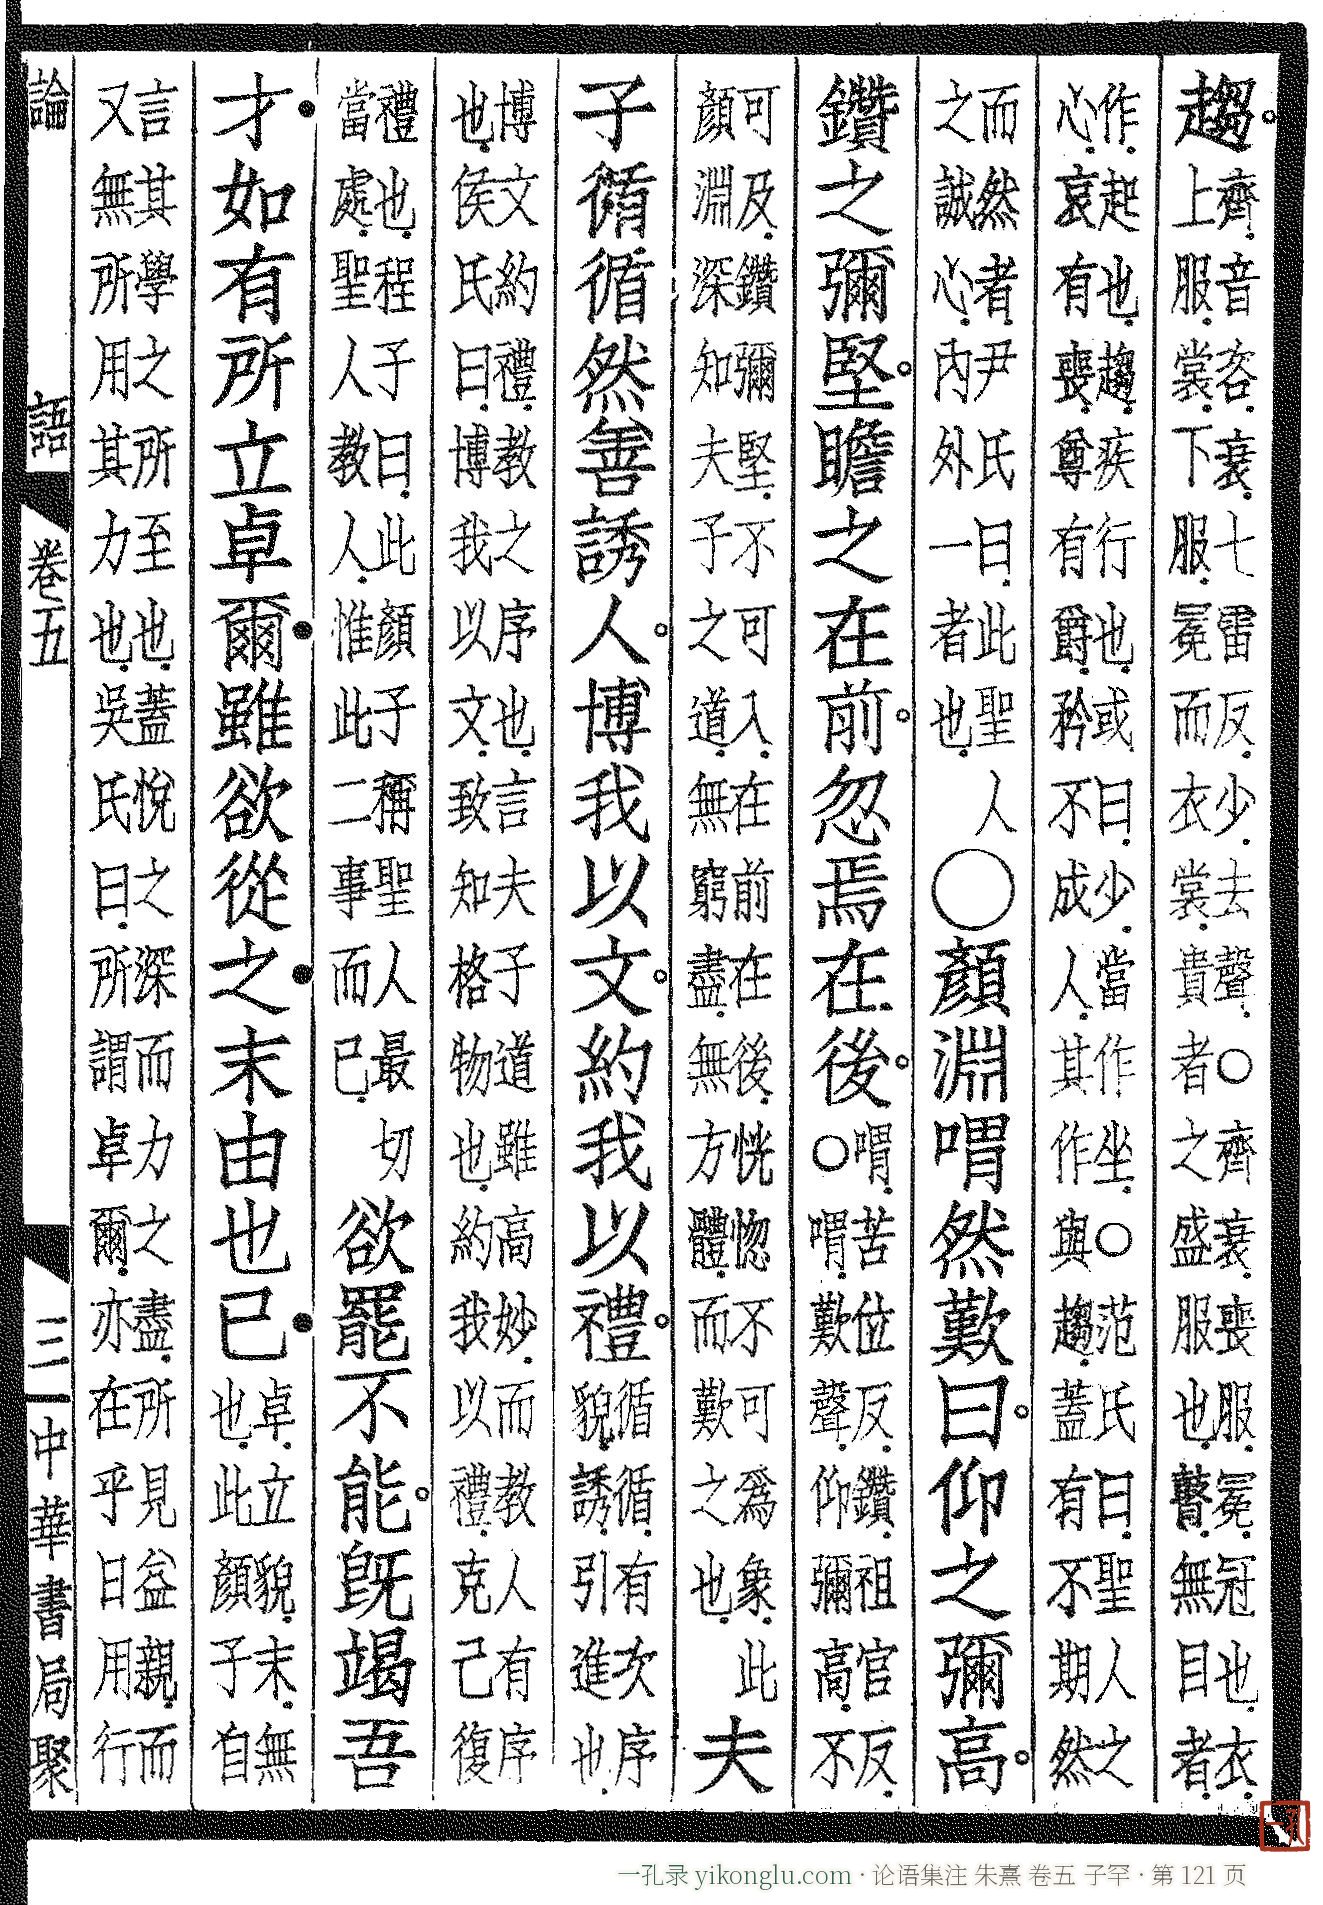 趨齊音咨衰七雷反少去聲○齊衰喪服冕冠也衣上服裳下服冕而衣裳貴者之盛服也瞽無目者
作起也趨疾行也或曰少當作坐○范氏曰聖人之心哀有喪尊有爵矜不成人其作與趨蓋有不期然
而然者尹氏曰此聖人之誠心內外一者也○顏淵喟然歎曰仰之彌高
鑽之彌堅瞻之在前忽焉在後喟苦位反鑽祖官反○喟歎聲仰彌高不
可及鑽彌堅不可入在前在後恍惚不可爲象此顏淵深知夫子之道無窮盡無方體而歎之也夫
子循循然善誘人博我以文約我以禮循循有次序貌誘引進也
博文約禮教之序也言夫子道雖高妙而教人有序也侯氏曰博我以文致知格物也約我以禮克己復
禮也程子曰此顏子稱聖人最切當處聖人教人惟此二事而已欲罷不能旣竭吾
才如有所立卓爾雖欲從之末由也已卓立貌末無也此顏子自
言其學之所至也蓋悅之深而力之盡所見益親而又無所用其力也吳氏曰所謂卓爾亦在乎日用行
論語 卷五 三 中華書局聚
一孔录 yikonglu.com · 论语集注 朱熹 卷五 子罕 · 第 121 页